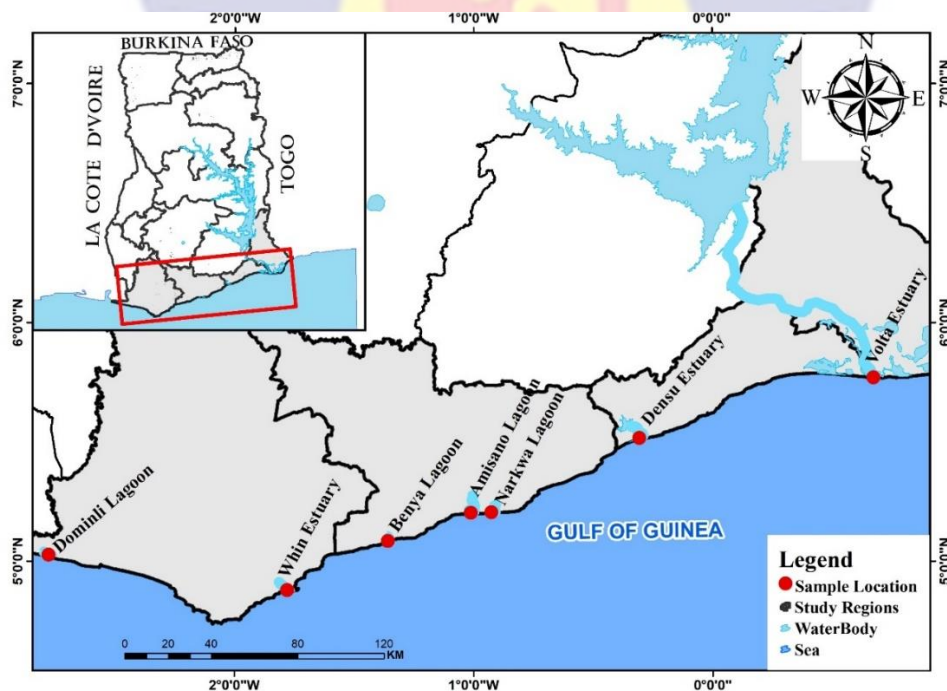 2°0'0"W
1°0'0"W
0°0'0"
BURKINA FASO
LA COTE D'VOIRE
TOGO
7°0'0"N
7°0'0"N
N
W
E
S
6°0'0"N
6°0'0"N
Volta Estuary
Densu Estuary
Amisano Lagoon
Narkwa Lagoon
Benya Lagoon
Whin Estuary
Dominli Lagoon
GULF OF GUINEA
5°0'0"N
5°0'0"N
Legend
Sample Location
Study Regions
WaterBody
Sea
0 10 20 40 80 120
KM
2°0'0"W
1°0'0"W
0°0'0"